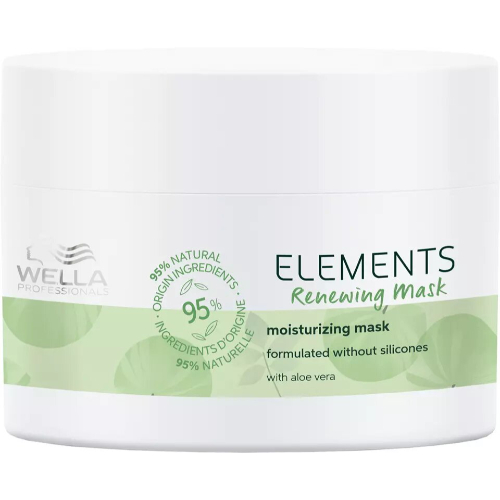 WELLA
PROFESSIONALS
95% NATURAL
ORIGIN INGREDIENTS
95%
INGRÉDIENTS D'ORIGINE
95% NATURELLE
ELEMENTS
Renewing Mask
moisturizing mask
formulated without silicones
with aloe vera